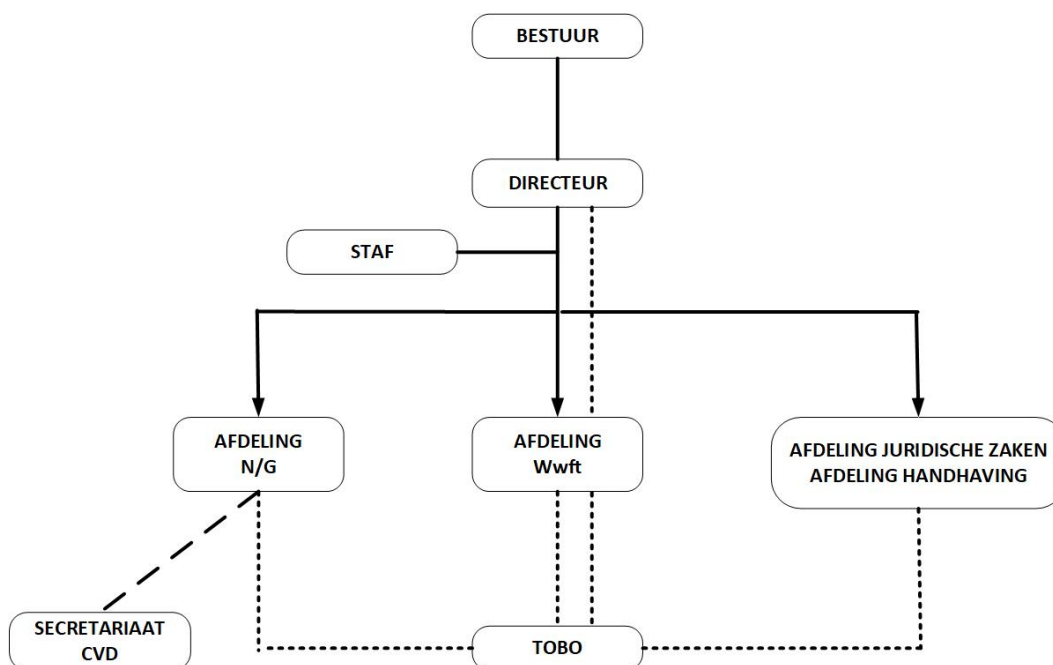 BESTUUR
DIRECTEUR
STAF
AFDELING
N/G
AFDELING
Wwft
AFDELING JURIDISCHE ZAKEN
AFDELING HANDHAVING
SECRETARIAAT
CVD
TOBO